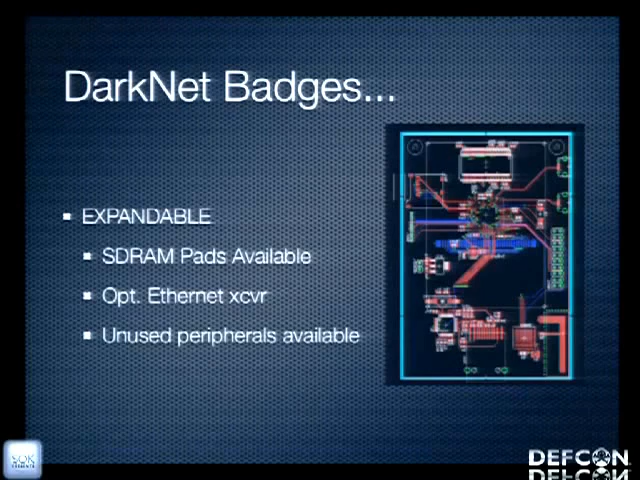 DarkNet Badges...
EXPANDABLE
SDRAM Pads Available
Opt. Ethernet xcvr
Unused peripherals available
DEFCON